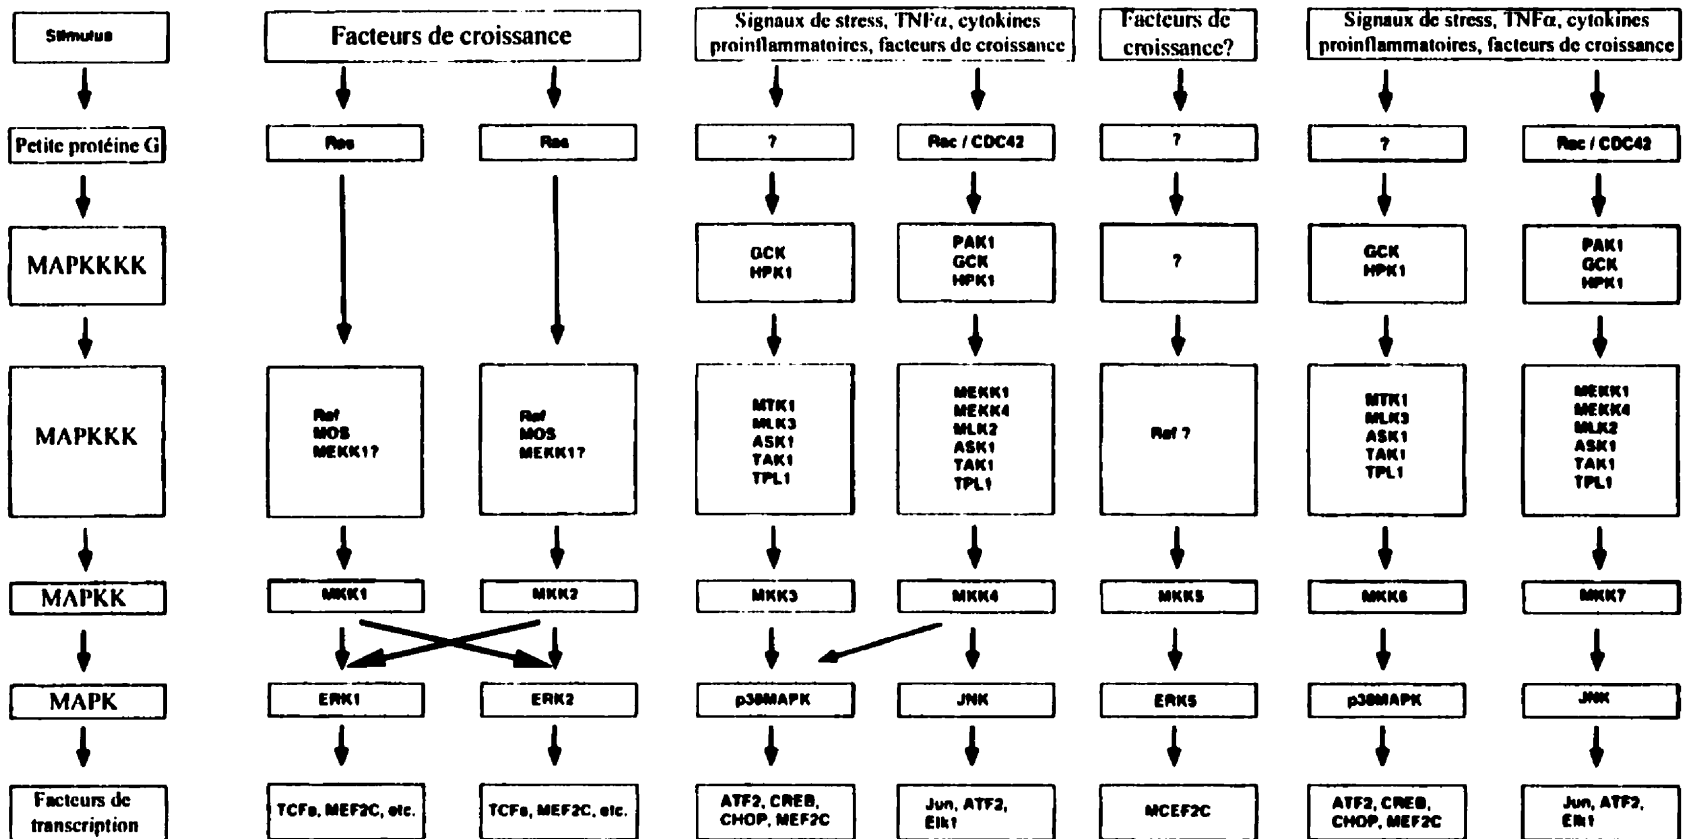 Stimulus
Facteurs de croissance
Signaux de stress, TNFα, cytokines
proinflammatoires, facteurs de croissance
Facteurs de
croissance?
Signaux de stress, TNFα, cytokines
proinflammatoires, facteurs de croissance
Petite protéine G
Ras
Ras
?
Rac / CDC42
?
?
Rac / CDC42
MAPKKKK
GCK
HPK1
PAK1
GCK
HPK1
?
GCK
HPK1
PAK1
GCK
HPK1
MAPKKK
Raf
MOS
MEKK1?
Raf
MOS
MEKK1?
MTK1
MLK3
ASK1
TAK1
TPL1
MEKK1
MEKK4
MLK2
ASK1
TAK1
TPL1
Raf ?
MTK1
MLK3
ASK1
TAK1
TPL1
MEKK1
MEKK4
MLK2
ASK1
TAK1
TPL1
MAPKK
MKK1
MKK2
MKK3
MKK4
MKK5
MKK6
MKK7
MAPK
ERK1
ERK2
p38MAPK
JNK
ERK5
p38MAPK
JNK
Facteurs de
transcription
TCFs, MEF2C, etc.
TCFs, MEF2C, etc.
ATF2, CREB,
CHOP, MEF2C
Jun, ATF2,
Elk1
MCEF2C
ATF2, CREB,
CHOP, MEF2C
Jun, ATF2,
Elk1